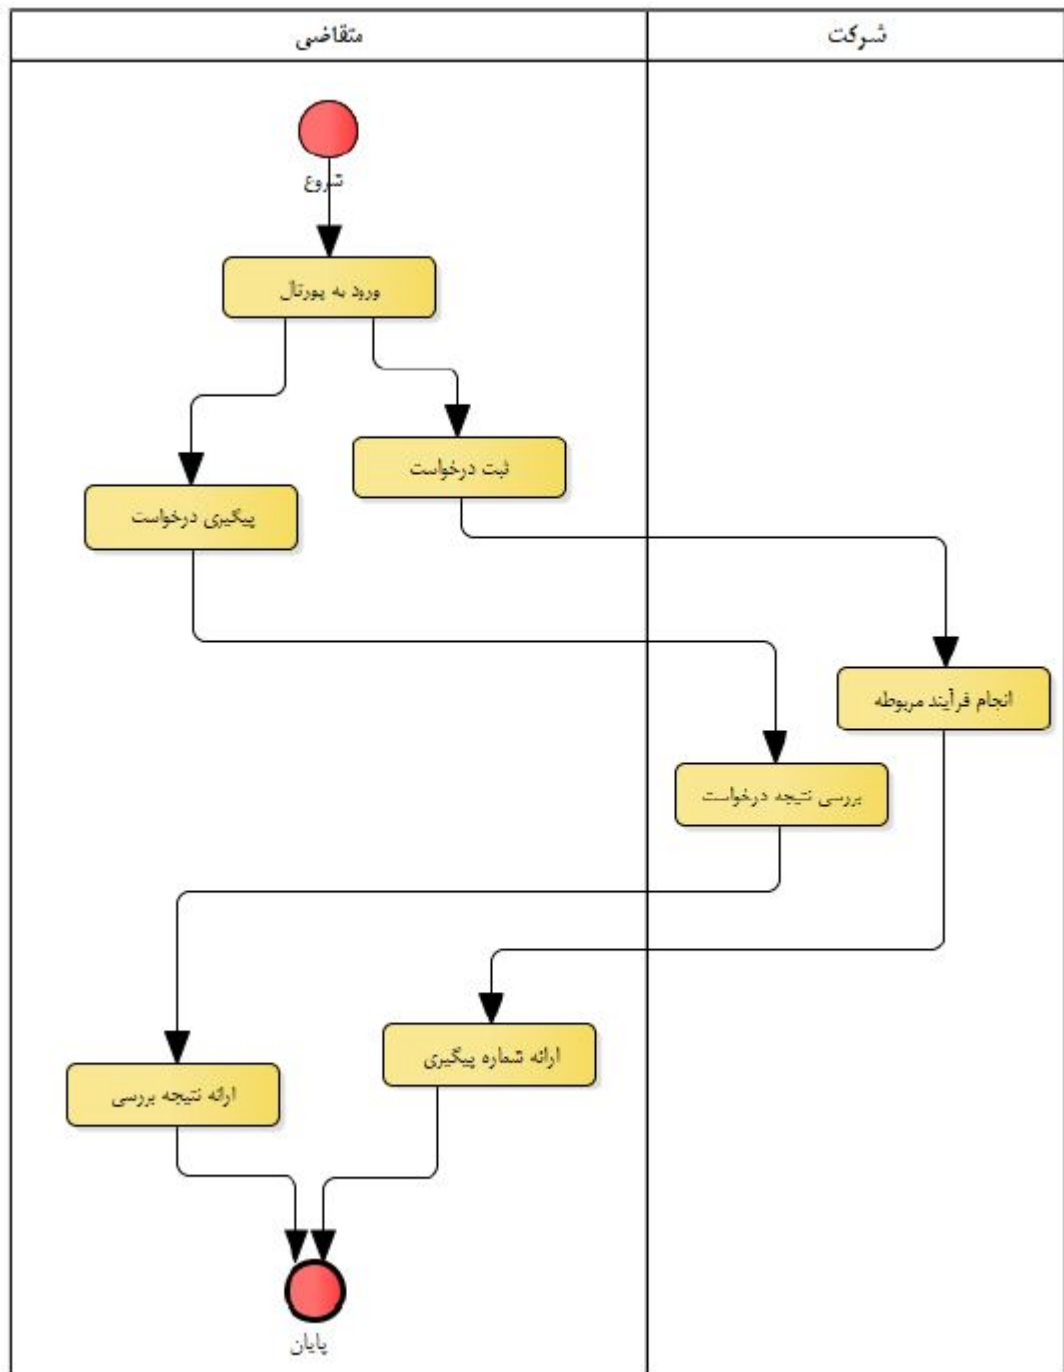 شرکت
متقاضی
شروع
ورود به پورتال
ثبت درخواست
پیگیری درخواست
انجام فرآیند مربوطه
بررسی نتیجه درخواست
ارائه شماره پیگیری
ارائه نتیجه بررسی
پایان